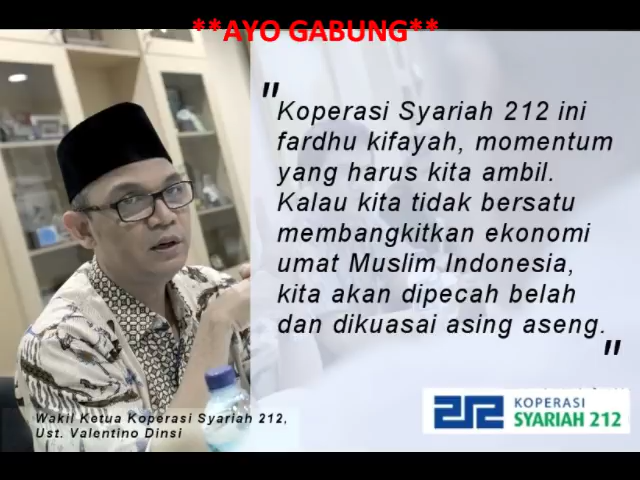 **AYO GABUNG**
"
Koperasi Syariah 212 ini
fardhu kifayah, momentum
yang harus kita ambil.
Kalau kita tidak bersatu
membangkitkan ekonomi
umat Muslim Indonesia,
kita akan dipecah belah
dan dikuasai asing aseng.
"
Wakil Ketua Koperasi Syariah 212,
Ust. Valentino Dinsi
212 KOPERASI
SYARIAH 212